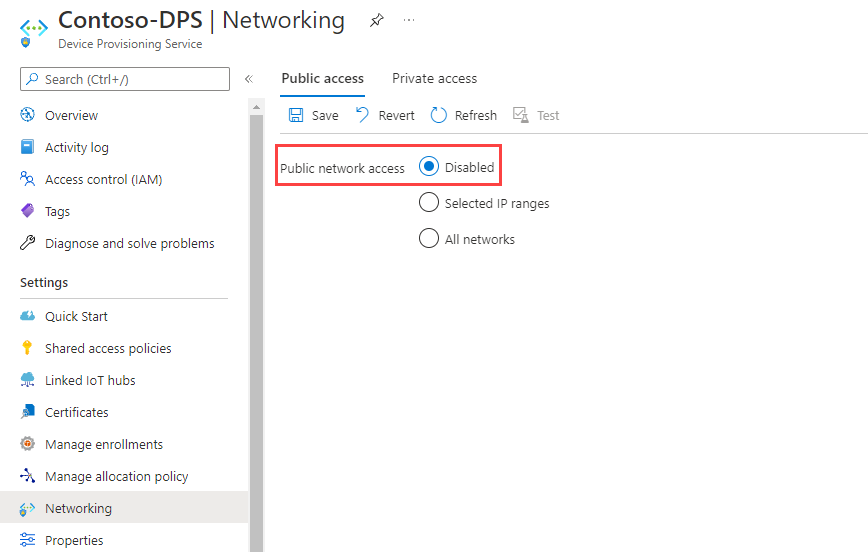 Contoso-DPS | Networking ...
Device Provisioning Service
Search (Ctrl+/)
«
Overview
Activity log
Access control (IAM)
Tags
Diagnose and solve problems
Settings
Quick Start
Shared access policies
Linked IoT hubs
Certificates
Manage enrollments
Manage allocation policy
Networking
Properties
Public access Private access
Save Revert Refresh Test
Public network access Disabled
Selected IP ranges
All networks